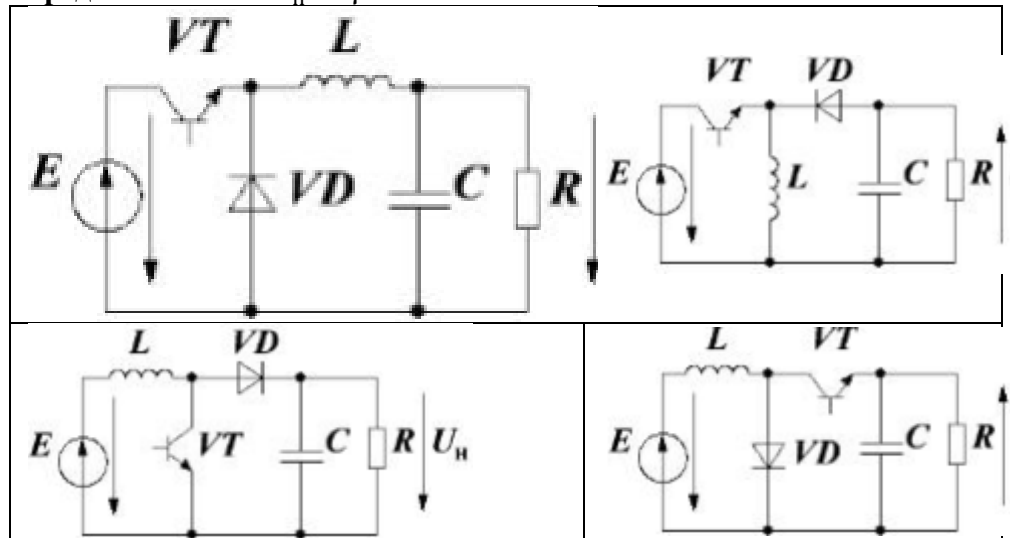 VT L
VT VD
E VD C R
E L C R
L VD
L VT
E VT C R Uн
E VD C R